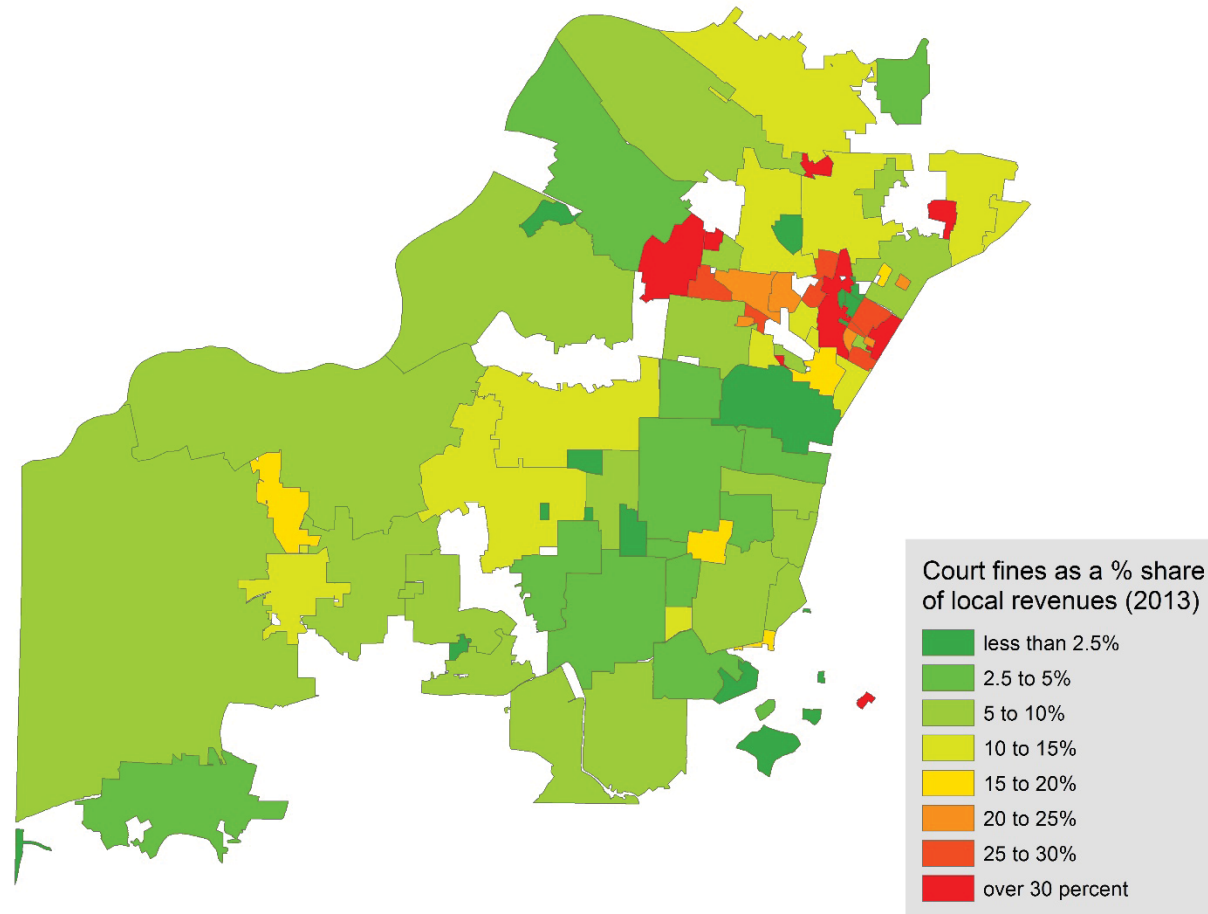 Court fines as a % share
of local revenues (2013)
less than 2.5%
2.5 to 5%
5 to 10%
10 to 15%
15 to 20%
20 to 25%
25 to 30%
over 30 percent